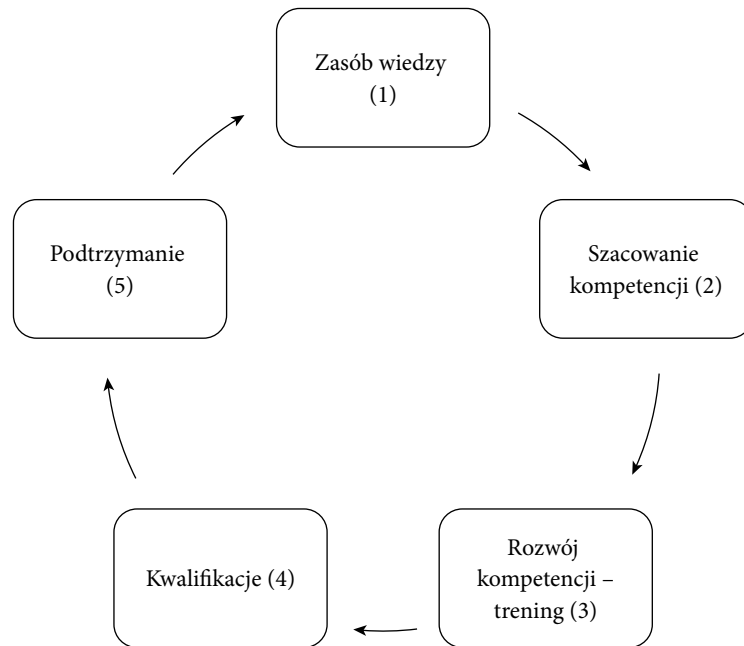 Zasób wiedzy
(1)
Szacowanie
kompetencji (2)
Rozwój
kompetencji –
trening (3)
Kwalifikacje (4)
Podtrzymanie
(5)